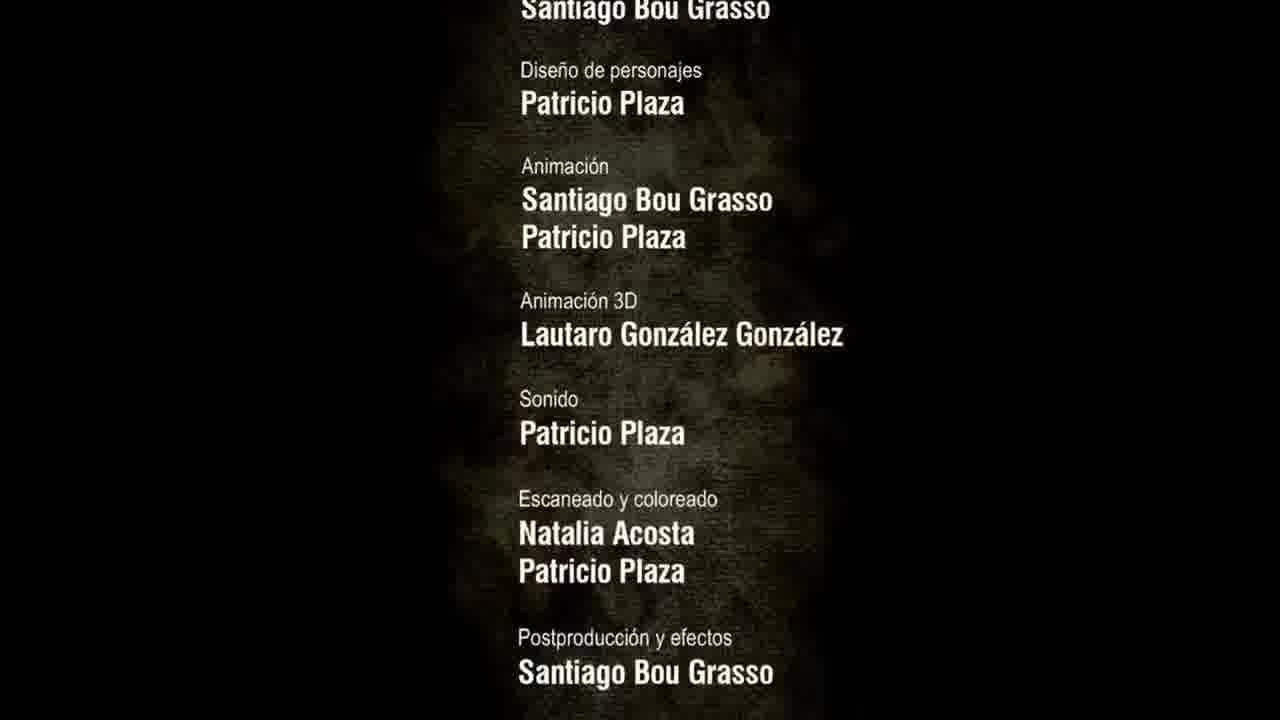 Santiago Bou Grasso
Diseño de personajes
Patricio Plaza
Animación
Santiago Bou Grasso
Patricio Plaza
Animación 3D
Lautaro González González
Sonido
Patricio Plaza
Escaneado y coloreado
Natalia Acosta
Patricio Plaza
Postproducción y efectos
Santiago Bou Grasso